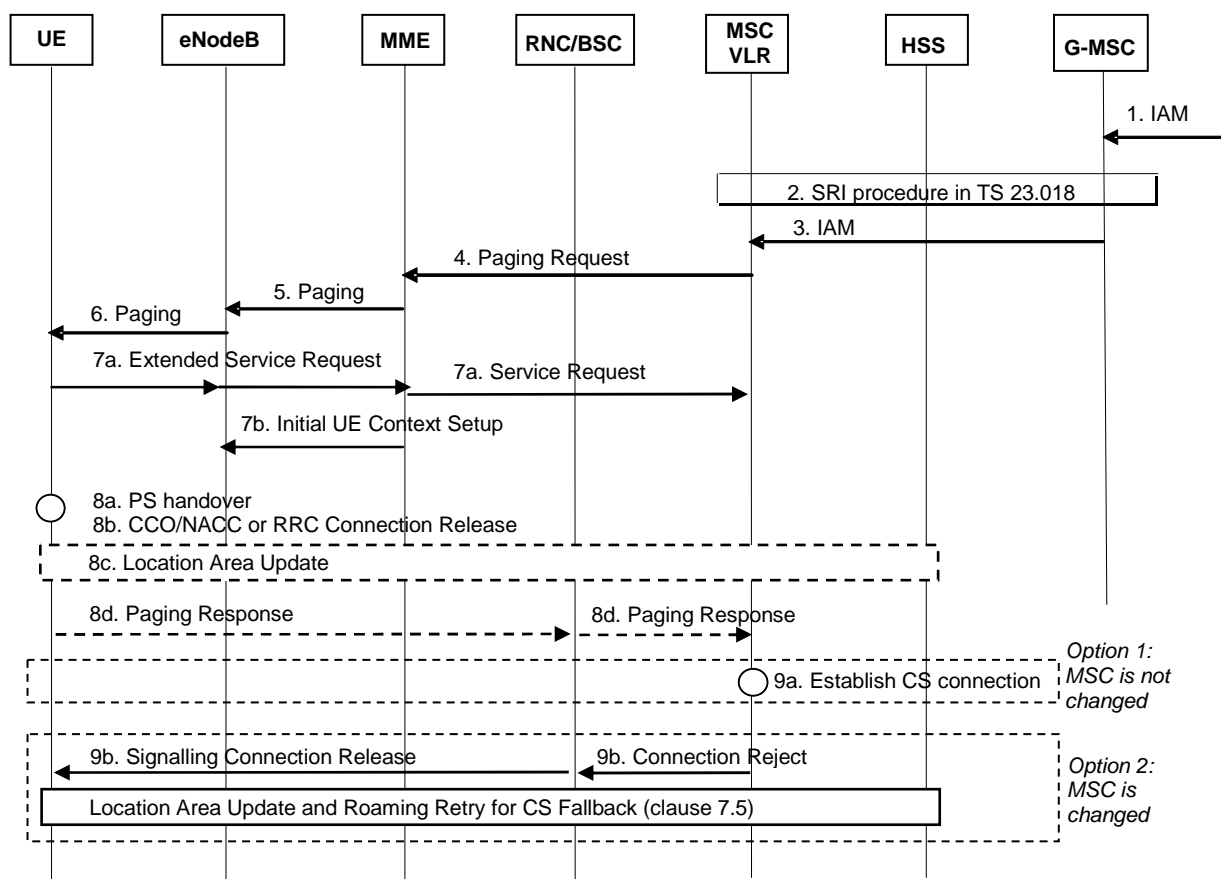 UE
eNodeB
MME
RNC/BSC
MSC
VLR
HSS
G-MSC
1. IAM
2. SRI procedure in TS 23.018
3. IAM
4. Paging Request
5. Paging
6. Paging
7a. Extended Service Request
7a. Service Request
7b. Initial UE Context Setup
8a. PS handover
8b. CCO/NACC or RRC Connection Release
8c. Location Area Update
8d. Paging Response
8d. Paging Response
Option 1:
MSC is not
changed
9a. Establish CS connection
9b. Signalling Connection Release
9b. Connection Reject
Option 2:
MSC is
changed
Location Area Update and Roaming Retry for CS Fallback (clause 7.5)